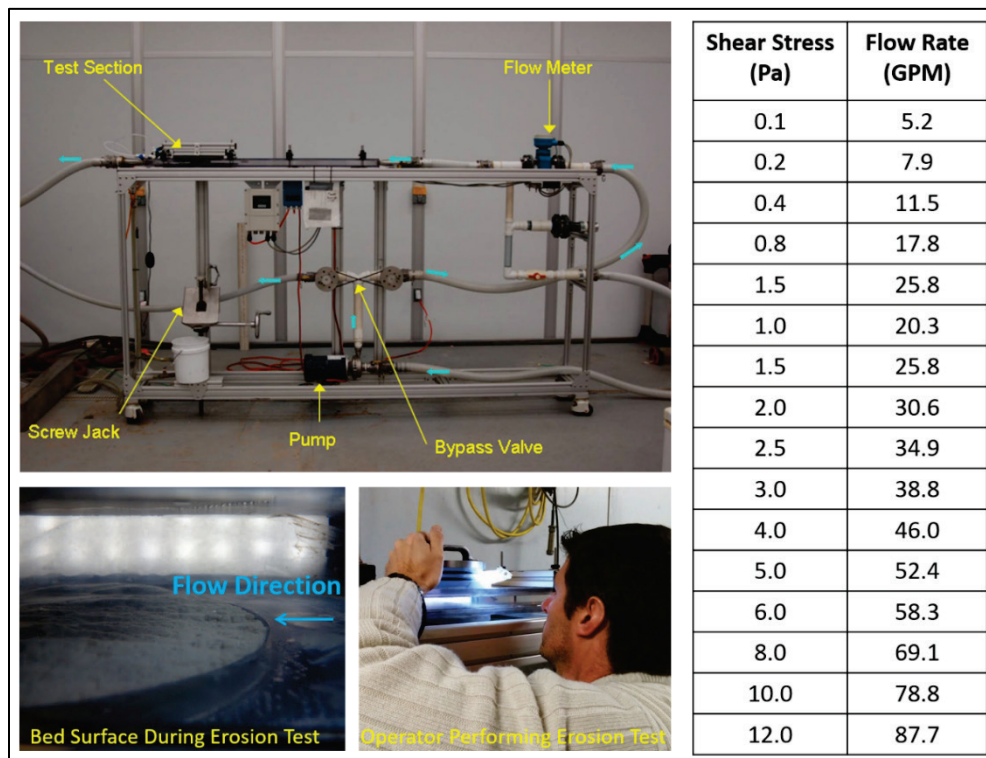 Test Section
Flow Meter
Screw Jack
Pump
Bypass Valve
Flow Direction
Bed Surface During Erosion Test
Operator Performing Erosion Test
Shear Stress (Pa) Flow Rate (GPM)
0.1 5.2
0.2 7.9
0.4 11.5
0.8 17.8
1.5 25.8
1.0 20.3
1.5 25.8
2.0 30.6
2.5 34.9
3.0 38.8
4.0 46.0
5.0 52.4
6.0 58.3
8.0 69.1
10.0 78.8
12.0 87.7